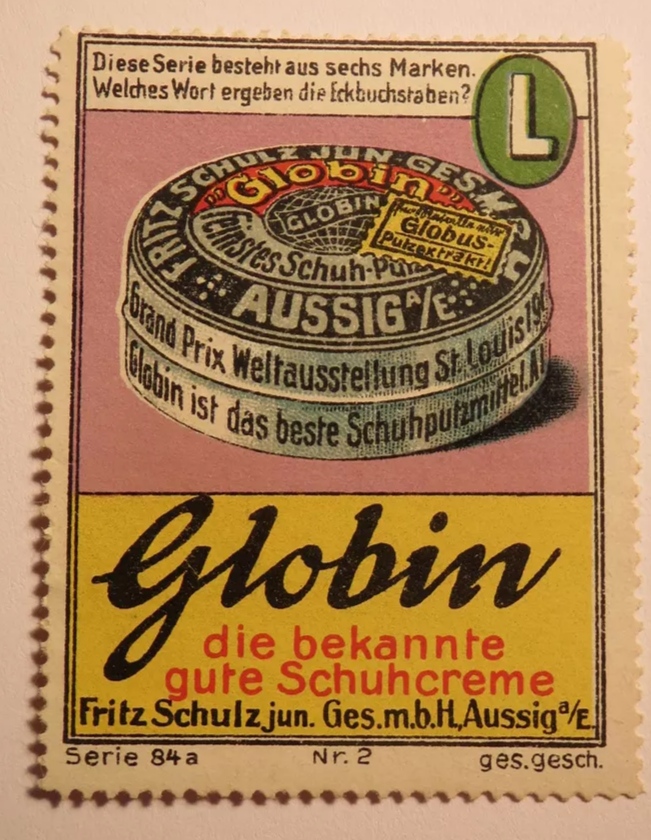 Diese Serie besteht aus sechs Marken.
Welches Wort ergeben die Eckbuchstaben?
L
FRITZ SCHULZ JUN. GES.M.B.H.
„Globin"
GLOBIN
Feinstes Schuh-Putz
Globus-
Putzextrakt.
AUSSIG A/E.
Grand Prix Weltausstellung St. Louis 190
Globin ist das beste Schuhputzmittel.
Globin
die bekannte
gute Schuhcreme
Fritz Schulz jun. Ges.m.b.H., Aussig a/E.
Serie 84a Nr. 2 ges.gesch.